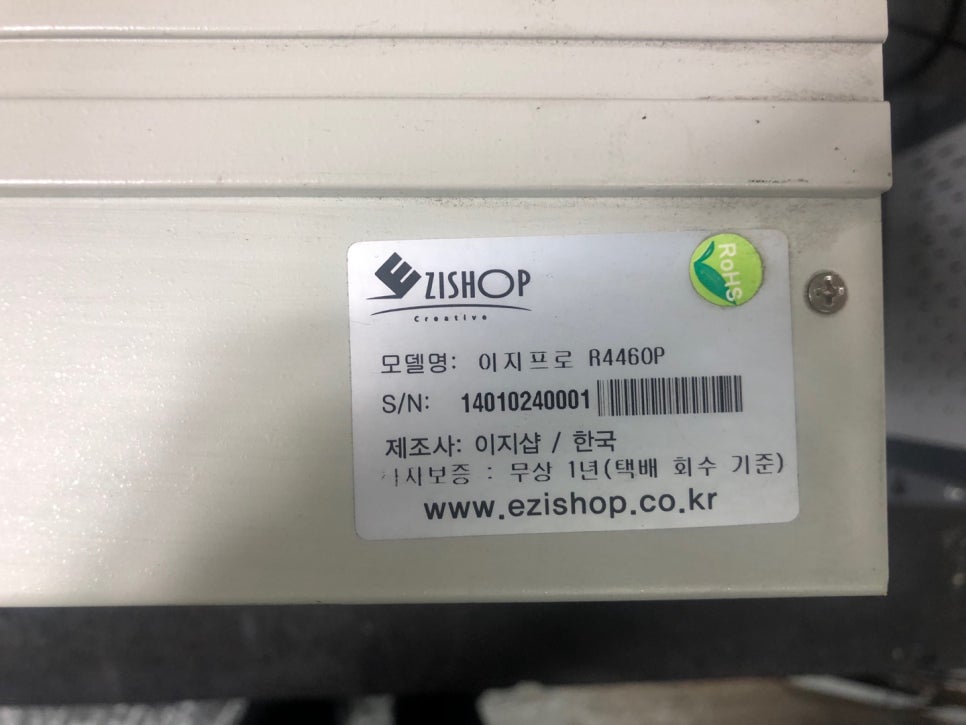 EZISHOP
Creative
RoHS
모델명: 이지프로 R4460P
S/N: 14010240001
제조사: 이지샵 / 한국
: 무상 1년(택배 회수 기준)
www.ezishop.co.kr